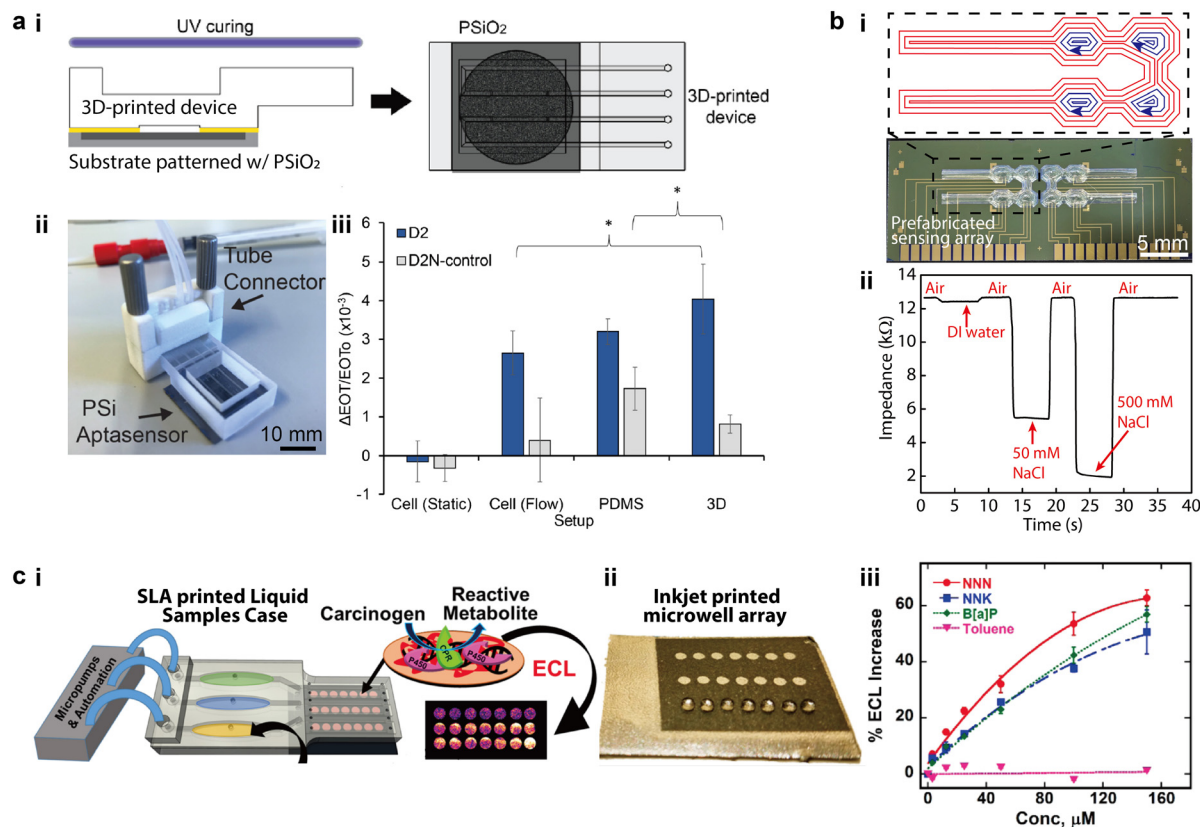 a i
UV curing
3D-printed device
Substrate patterned w/ PSiO₂
PSiO₂
3D-printed
device
ii
Tube
Connector
PSi
Aptasensor
10 mm
iii
ΔEOT/EOTo (x10⁻³)
6
5
4
3
2
1
0
-1
D2
D2N-control
*
*
Cell (Static)
Cell (Flow)
PDMS
3D
Setup
b i
Prefabricated
sensing array
5 mm
ii
Impedance (kΩ)
14
12
10
8
6
4
2
Air
Air
Air
Air
DI water
50 mM
NaCl
500 mM
NaCl
0 5 10 15 20 25 30 35 40
Time (s)
c i
SLA printed Liquid
Samples Case
Micropumps
& Automation
Carcinogen
Reactive
Metabolite
P450
CPR
P450
ECL
ii
Inkjet printed
microwell array
iii
% ECL Increase
60
40
20
0
NNN
NNK
B[a]P
Toluene
0 40 80 120 160
Conc, µM